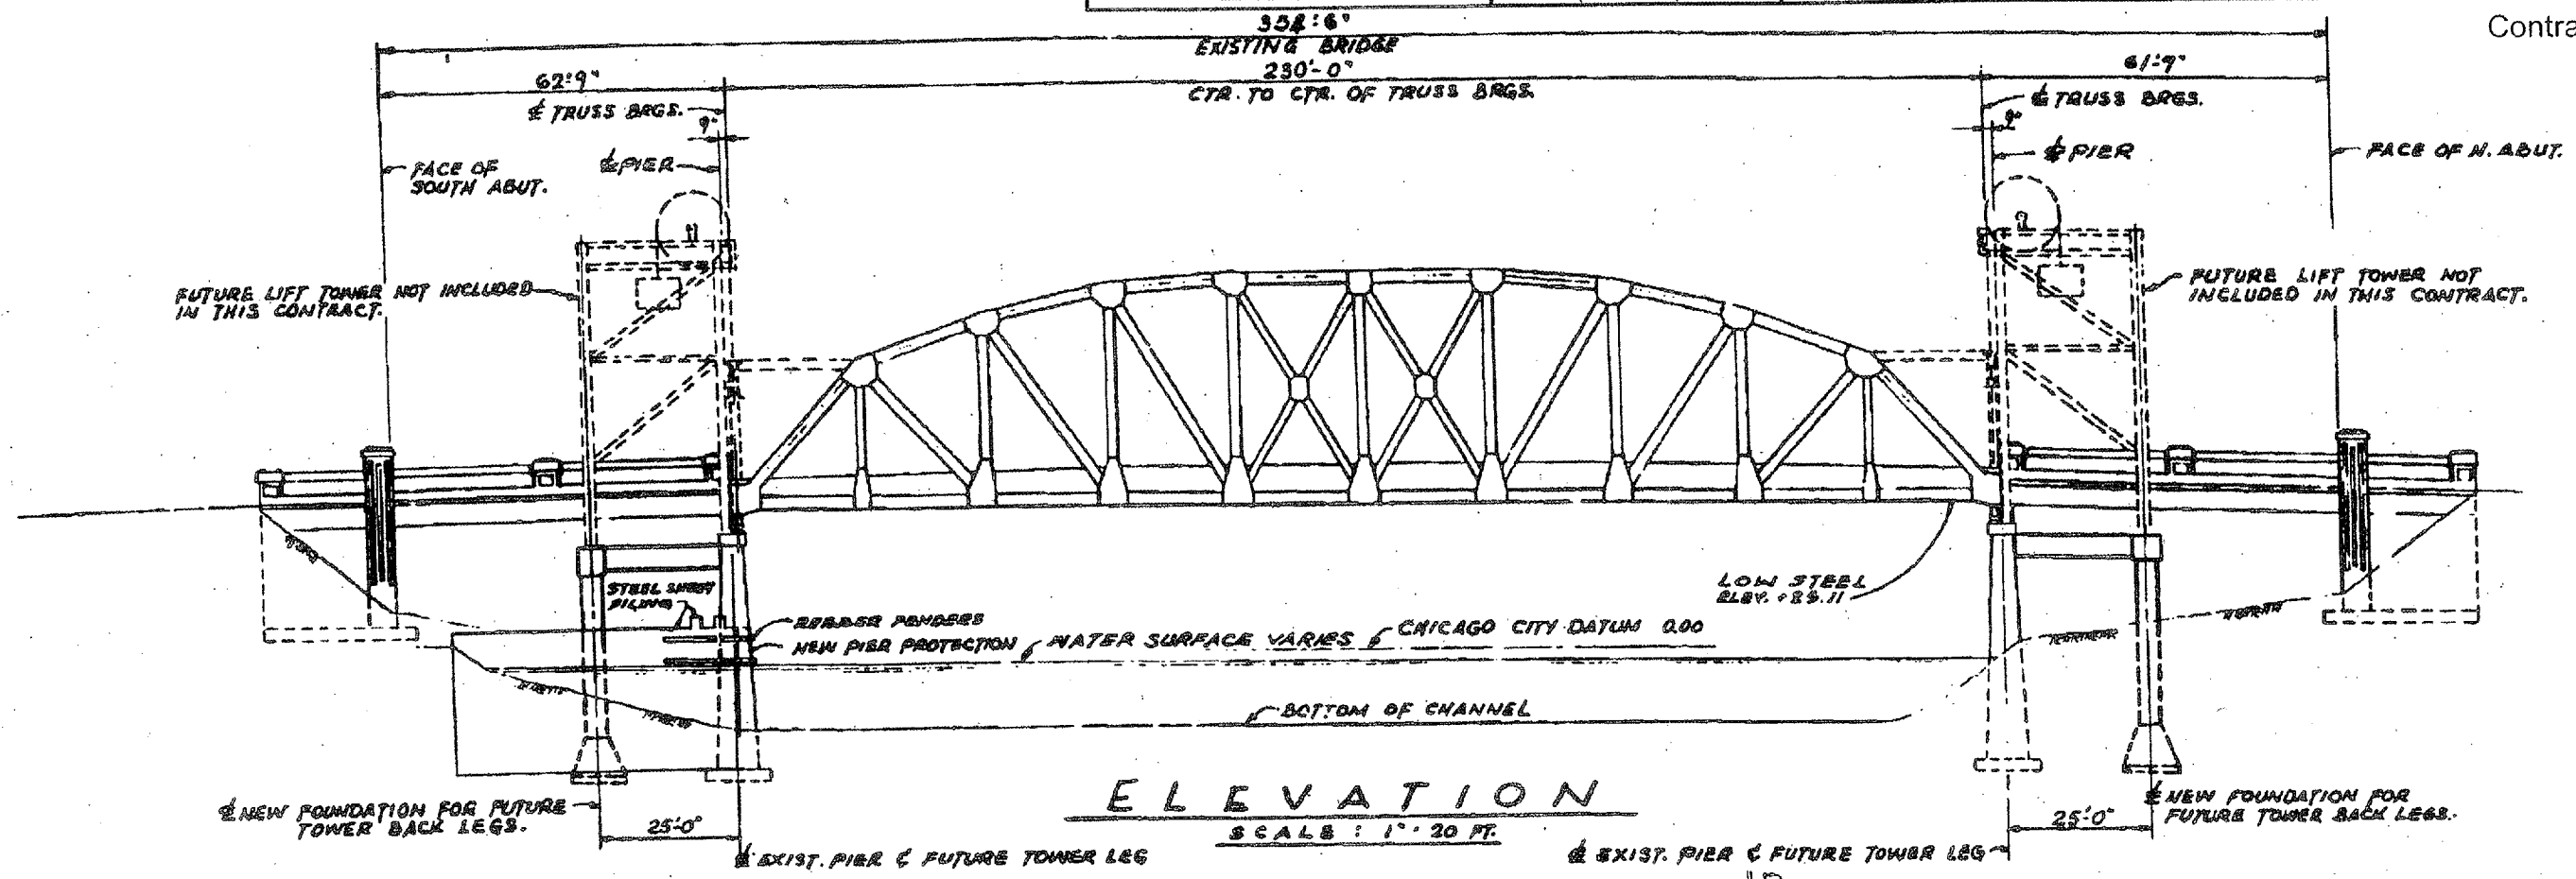 Contra
354'-6"
EXISTING BRIDGE
62'-9"
230'-0"
61'-9"
CTR. TO CTR. OF TRUSS BRGS.
℄ TRUSS BRGS.
℄ TRUSS BRGS.
9"
9"
FACE OF
SOUTH ABUT.
℄ PIER
℄ PIER
FACE OF N. ABUT.
FUTURE LIFT TOWER NOT INCLUDED
IN THIS CONTRACT.
FUTURE LIFT TOWER NOT
INCLUDED IN THIS CONTRACT.
STEEL SHEET
PILING
LOW STEEL
ELEV. +23.11
RUBBER FENDERS
NEW PIER PROTECTION
WATER SURFACE VARIES
CHICAGO CITY DATUM 0.00
BOTTOM OF CHANNEL
ELEVATION
SCALE: 1"=20 FT.
℄ NEW FOUNDATION FOR FUTURE
TOWER BACK LEGS.
25'-0"
℄ EXIST. PIER & FUTURE TOWER LEG
℄ EXIST. PIER & FUTURE TOWER LEG
25'-0"
℄ NEW FOUNDATION FOR
FUTURE TOWER BACK LEGS.